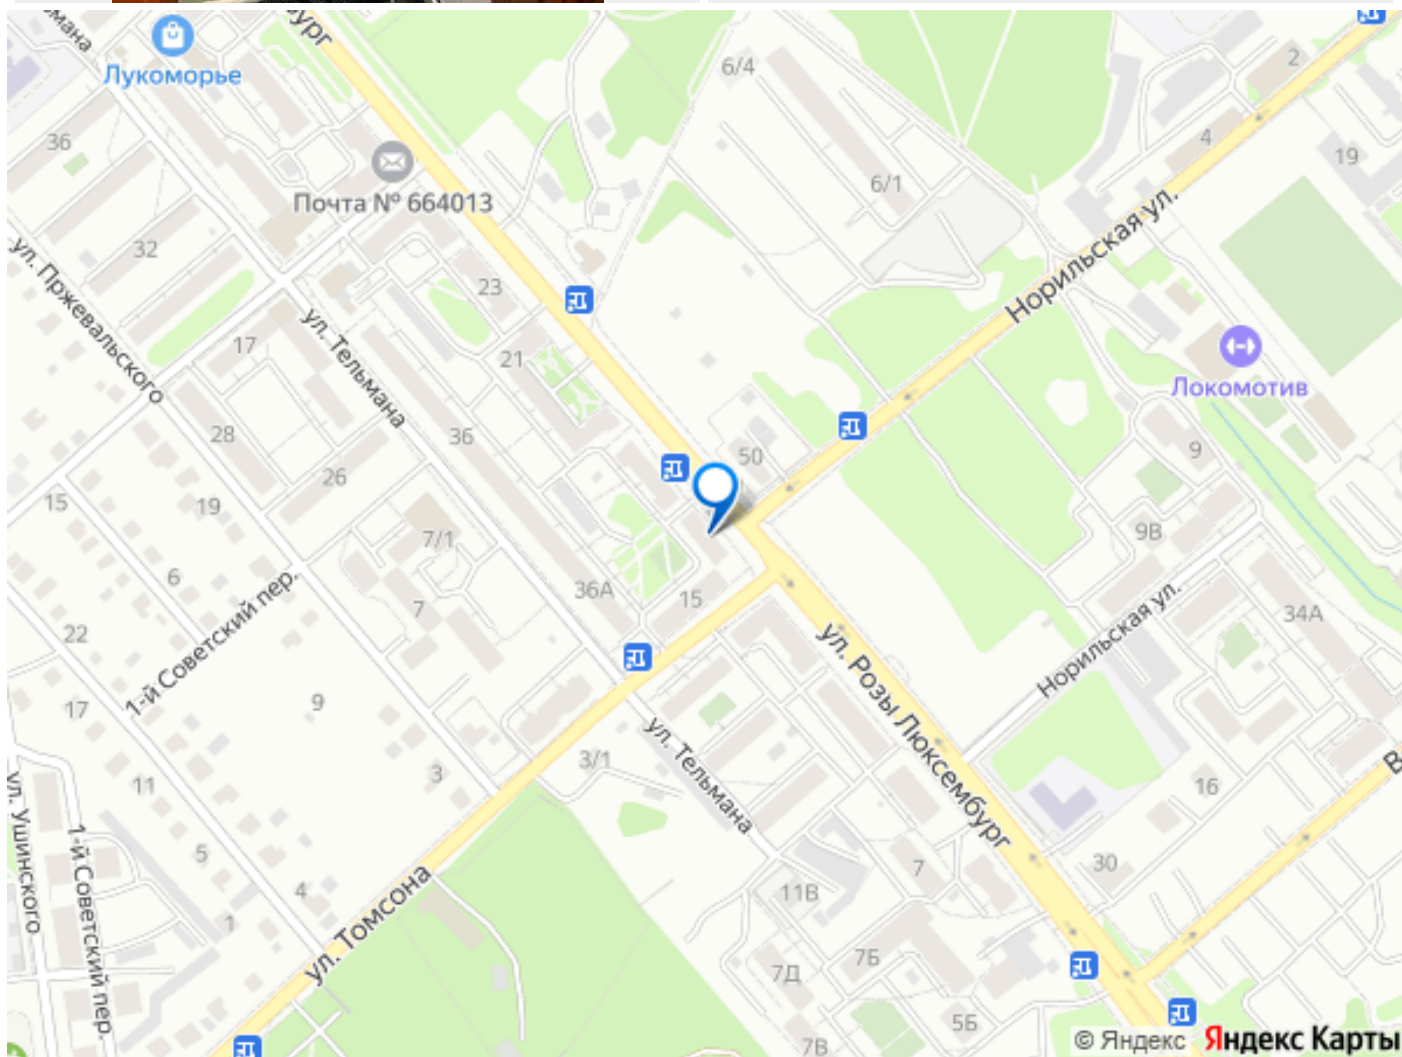 бург
мана
Лукоморье
6/4
2
36
4
19
Почта № 664013
6/1
32
ул. Пржевальского
23
Норильская ул.
17
ул. Тельмана
21
Локомотив
28
36
50
9
26
15
19
7/1
9В
6
36А
15
7
34А
22
1-й Советский пер.
ул. Розы Люксембург
Норильская ул.
17
9
ул. Тельмана
3/1
3
11
16
В
ул. Ушинского
1-й Советский пер.
5
7
30
4
11В
1
ул. Томсона
7Б
7Д
5Б
7В
© Яндекс Яндекс Карты